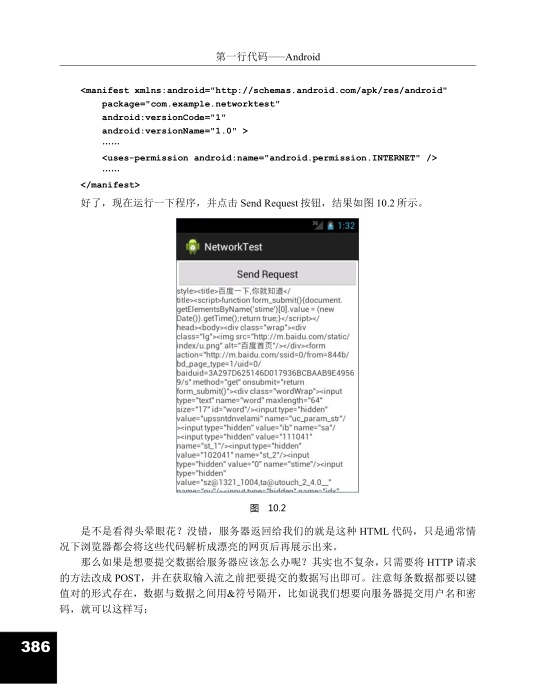 第一行代码——Android
<manifest xmlns:android="http://schemas.android.com/apk/res/android"
package="com.example.networktest"
android:versionCode="1"
android:versionName="1.0" >
……
<uses-permission android:name="android.permission.INTERNET" />
……
</manifest>
好了，现在运行一下程序，并点击 Send Request 按钮，结果如图 10.2 所示。
1:32
NetworkTest
Send Request
style><title>百度一下,你就知道</
title><script>function form_submit(){document.
getElementsByName('stime')[0].value = (new
Date()).getTime();return true;}</script></
head><body><div class="wrap"><div
class="lg"><img src="http://m.baidu.com/static/
index/u.png" alt="百度首页"/></div><form
action="http://m.baidu.com/ssid=0/from=844b/
bd_page_type=1/uid=0/
baiduid=3A297D625146D017936BCBAAB9E4956
9/s" method="get" onsubmit="return
form_submit()"><div class="wordWrap"><input
type="text" name="word" maxlength="64"
size="17" id="word"/><input type="hidden"
value="upssntdnvelami" name="uc_param_str"/
><input type="hidden" value="ib" name="sa"/
><input type="hidden" value="111041"
name="st_1"/><input type="hidden"
value="102041" name="st_2"/><input
type="hidden" value="0" name="stime"/><input
type="hidden"
value="sz@1321_1004,ta@utouch_2_4.0__"
name="pu"/><input type="hidden" name="idx"
图 10.2
是不是看得头晕眼花？没错，服务器返回给我们的就是这种 HTML 代码，只是通常情
况下浏览器都会将这些代码解析成漂亮的网页后再展示出来。
那么如果是想要提交数据给服务器应该怎么办呢？其实也不复杂，只需要将 HTTP 请求
的方法改成 POST，并在获取输入流之前把要提交的数据写出即可。注意每条数据都要以键
值对的形式存在，数据与数据之间用&符号隔开，比如说我们想要向服务器提交用户名和密
码，就可以这样写：
386